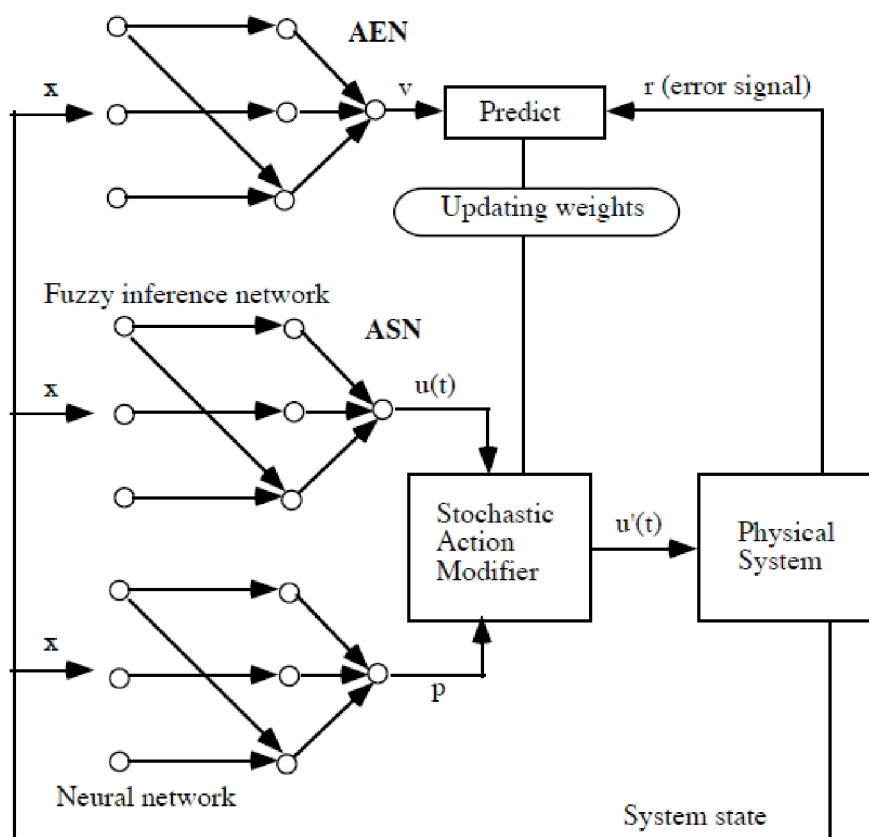 AEN
x
v
Predict
r (error signal)
Updating weights
Fuzzy inference network
ASN
x
u(t)
Stochastic
Action
Modifier
u'(t)
Physical
System
x
p
Neural network
System state